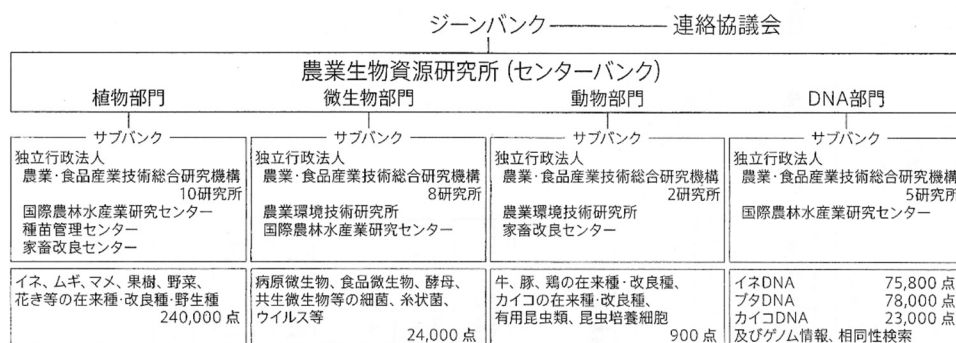 ジーンバンク 連絡協議会
農業生物資源研究所 (センターバンク)
植物部門 微生物部門 動物部門 DNA部門
サブバンク
独立行政法人
農業・食品産業技術総合研究機構
10研究所
国際農林水産業研究センター
種苗管理センター
家畜改良センター
イネ、ムギ、マメ、果樹、野菜、
花き等の在来種・改良種・野生種
240,000 点
サブバンク
独立行政法人
農業・食品産業技術総合研究機構
8研究所
農業環境技術研究所
国際農林水産業研究センター
病原微生物、食品微生物、酵母、
共生微生物等の細菌、糸状菌、
ウイルス等
24,000 点
サブバンク
独立行政法人
農業・食品産業技術総合研究機構
2研究所
農業環境技術研究所
家畜改良センター
牛、豚、鶏の在来種・改良種、
カイコの在来種・改良種、
有用昆虫類、昆虫培養細胞
900 点
サブバンク
独立行政法人
農業・食品産業技術総合研究機構
5研究所
国際農林水産業研究センター
イネDNA 75,800 点
ブタDNA 78,000 点
カイコDNA 23,000 点
及びゲノム情報、相同性検索